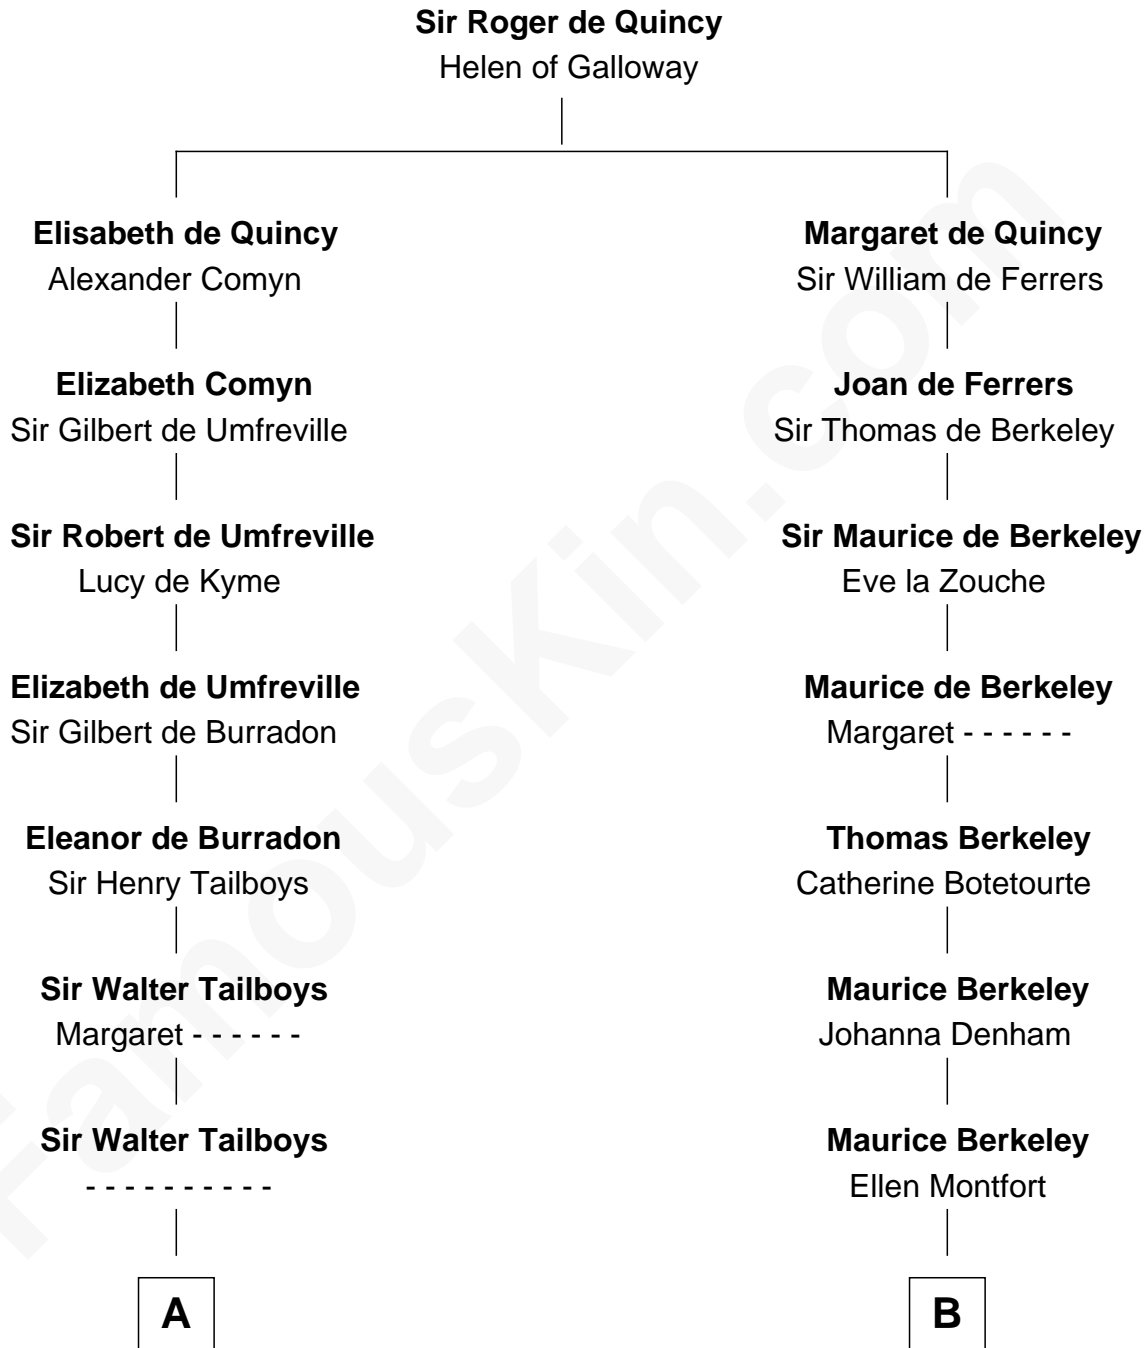 Sir Roger de Quincy
Helen of Galloway
Elisabeth de Quincy
Alexander Comyn
Margaret de Quincy
Sir William de Ferrers
Elizabeth Comyn
Sir Gilbert de Umfreville
Joan de Ferrers
Sir Thomas de Berkeley
Sir Robert de Umfreville
Lucy de Kyme
Sir Maurice de Berkeley
Eve la Zouche
Elizabeth de Umfreville
Sir Gilbert de Burradon
Maurice de Berkeley
Margaret - - - - - -
Eleanor de Burradon
Sir Henry Tailboys
Thomas Berkeley
Catherine Botetourte
Sir Walter Tailboys
Margaret - - - - - -
Maurice Berkeley
Johanna Denham
Sir Walter Tailboys
- - - - - - - - - -
Maurice Berkeley
Ellen Montfort
A
B
FamousKin.com